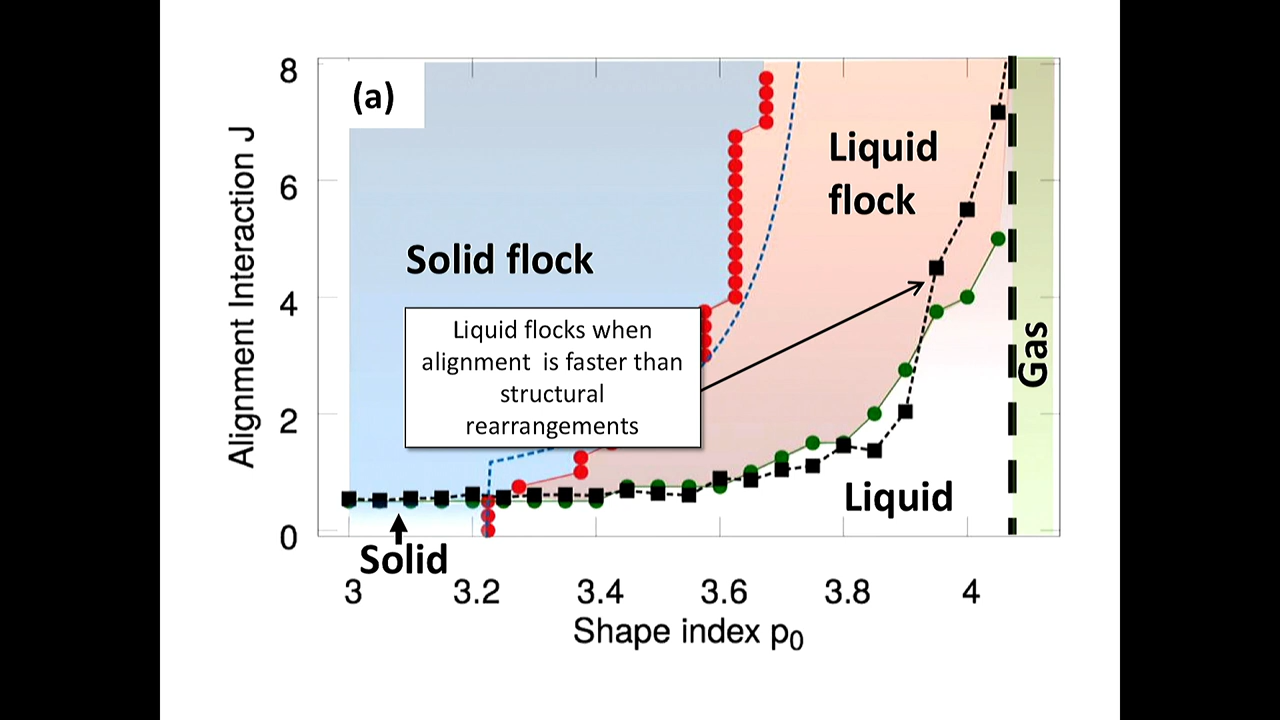 (a)
8
6
4
2
0
Alignment Interaction J
Liquid
flock
Solid flock
Liquid flocks when
alignment is faster than
structural
rearrangements
Gas
Liquid
Solid
3 3.2 3.4 3.6 3.8 4
Shape index p₀